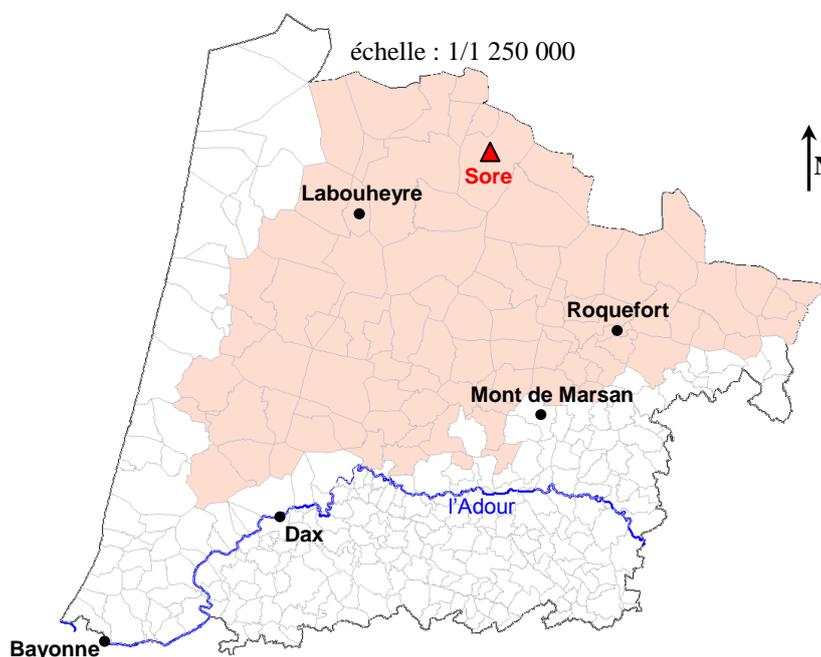 échelle : 1/1 250 000
N
Sore
Labouheyre
Roquefort
Mont de Marsan
l'Adour
Dax
Bayonne